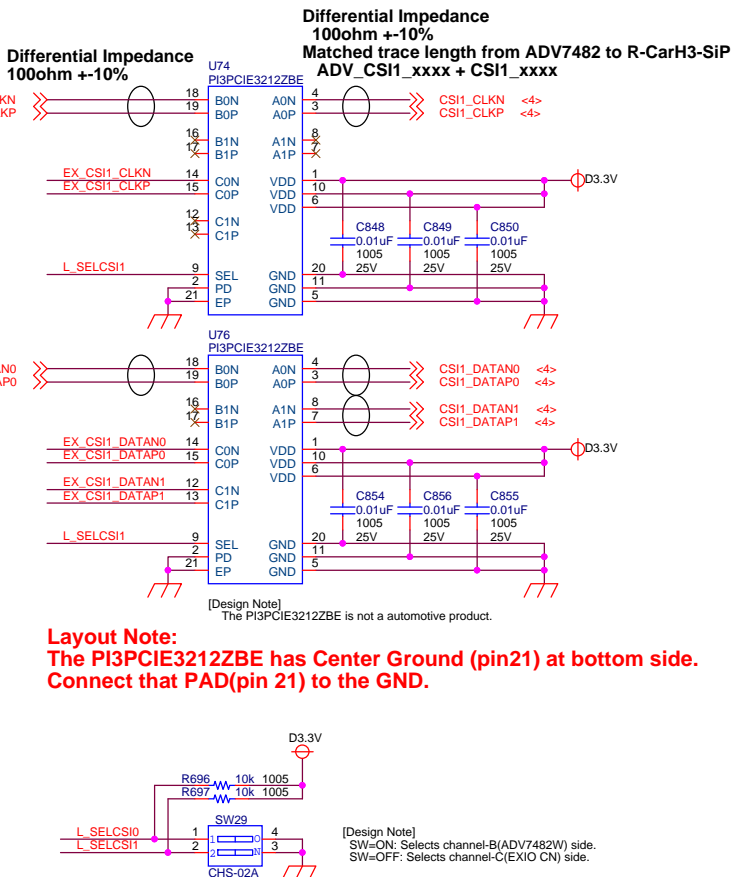 Differential Impedance
100ohm +-10%
Matched trace length from ADV7482 to R-CarH3-SiP
ADV_CSI1_xxxx + CSI1_xxxx
Differential Impedance
100ohm +-10%
U74
PI3PCIE3212ZBE
KN 18 B0N A0N 4 CSI1_CLKN <4>
KP 19 B0P A0P 3 CSI1_CLKP <4>
16 B1N A1N 8
17 B1P A1P 7
EX_CSI1_CLKN 14 C0N VDD 1 D3.3V
EX_CSI1_CLKP 15 C0P VDD 10
VDD 6
12 C1N
13 C1P
C848 C849 C850
0.01uF 0.01uF 0.01uF
1005 1005 1005
25V 25V 25V
L_SELCSI1 9 SEL GND 20
2 PD GND 11
21 EP GND 5
U76
PI3PCIE3212ZBE
AN0 18 B0N A0N 4 CSI1_DATAN0 <4>
AP0 19 B0P A0P 3 CSI1_DATAP0 <4>
16 B1N A1N 8 CSI1_DATAN1 <4>
17 B1P A1P 7 CSI1_DATAP1 <4>
EX_CSI1_DATAN0 14 C0N VDD 1 D3.3V
EX_CSI1_DATAP0 15 C0P VDD 10
VDD 6
EX_CSI1_DATAN1 12 C1N
EX_CSI1_DATAP1 13 C1P
C854 C856 C855
0.01uF 0.01uF 0.01uF
1005 1005 1005
25V 25V 25V
L_SELCSI1 9 SEL GND 20
2 PD GND 11
21 EP GND 5
[Design Note]
The PI3PCIE3212ZBE is not a automotive product.
Layout Note:
The PI3PCIE3212ZBE has Center Ground (pin21) at bottom side.
Connect that PAD(pin 21) to the GND.
D3.3V
R696 10k 1005
R697 10k 1005
SW29
L_SELCSI0 1 1 O 4
L_SELCSI1 2 2 N 3
CHS-02A
[Design Note]
SW=ON: Selects channel-B(ADV7482W) side.
SW=OFF: Selects channel-C(EXIO CN) side.